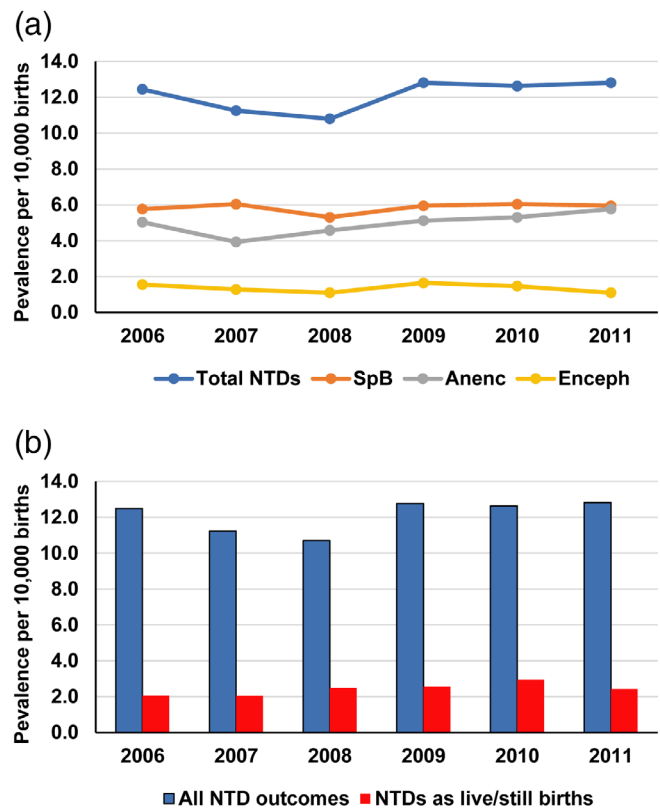 (a)
Pevalence per 10,000 births
14.0
12.0
10.0
8.0
6.0
4.0
2.0
0.0
2006 2007 2008 2009 2010 2011
Total NTDs SpB Anenc Enceph
(b)
Pevalence per 10,000 births
14.0
12.0
10.0
8.0
6.0
4.0
2.0
0.0
2006 2007 2008 2009 2010 2011
All NTD outcomes NTDs as live/still births